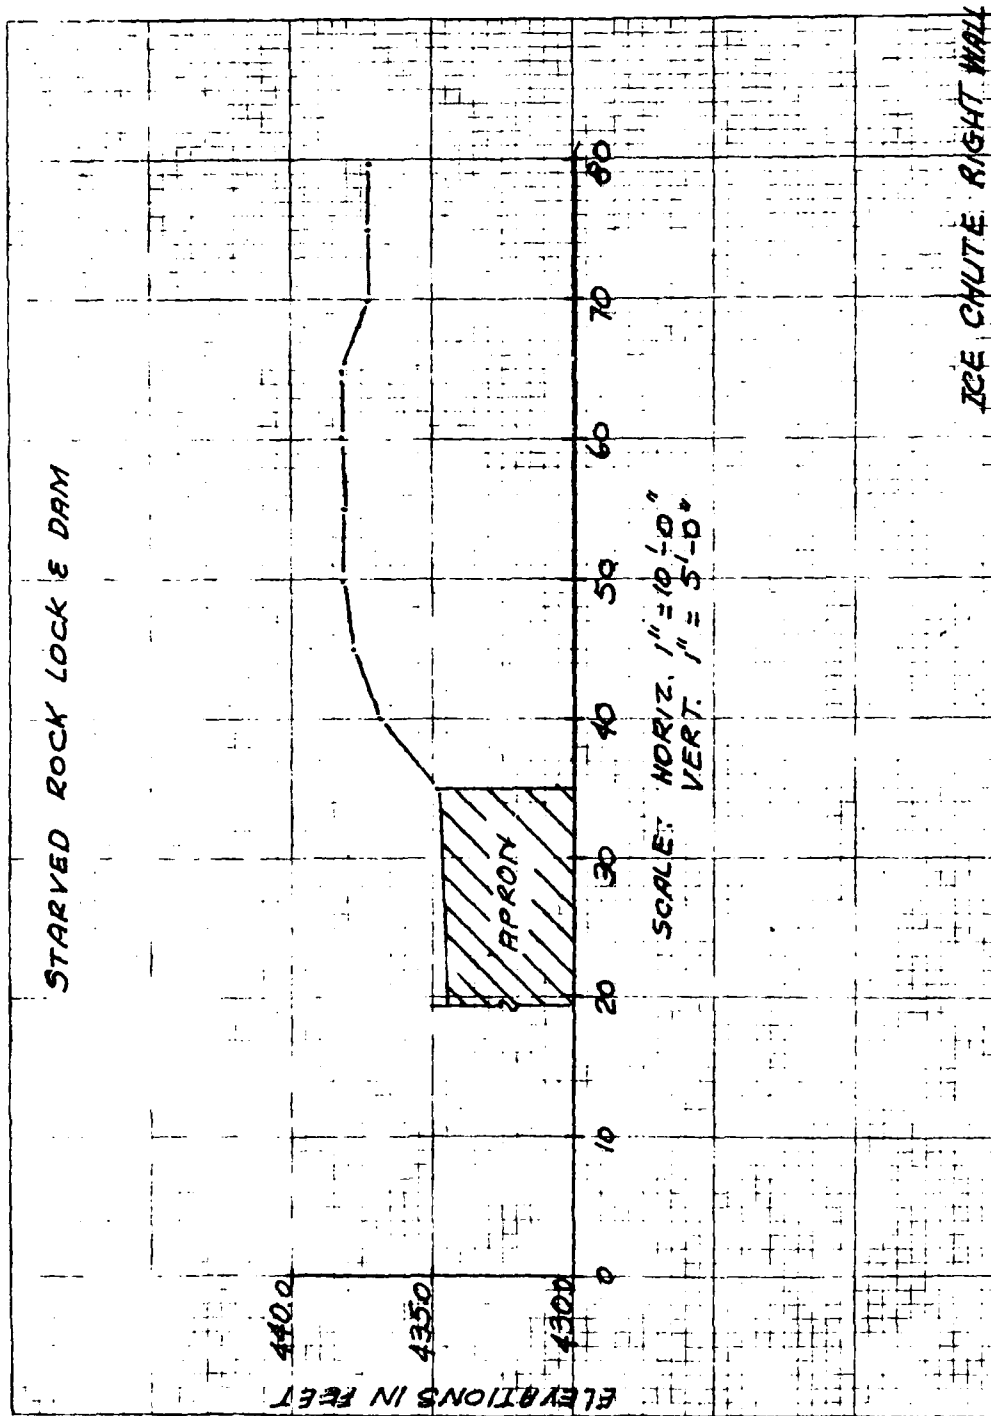 STARVED ROCK LOCK & DAM
ELEVATIONS IN FEET
440.0
435.0
430.0
APRON
0 10 20 30 40 50 60 70 80
SCALE: HORIZ. 1" = 10'-0"
VERT. 1" = 5'-0"
ICE CHUTE RIGHT WALL